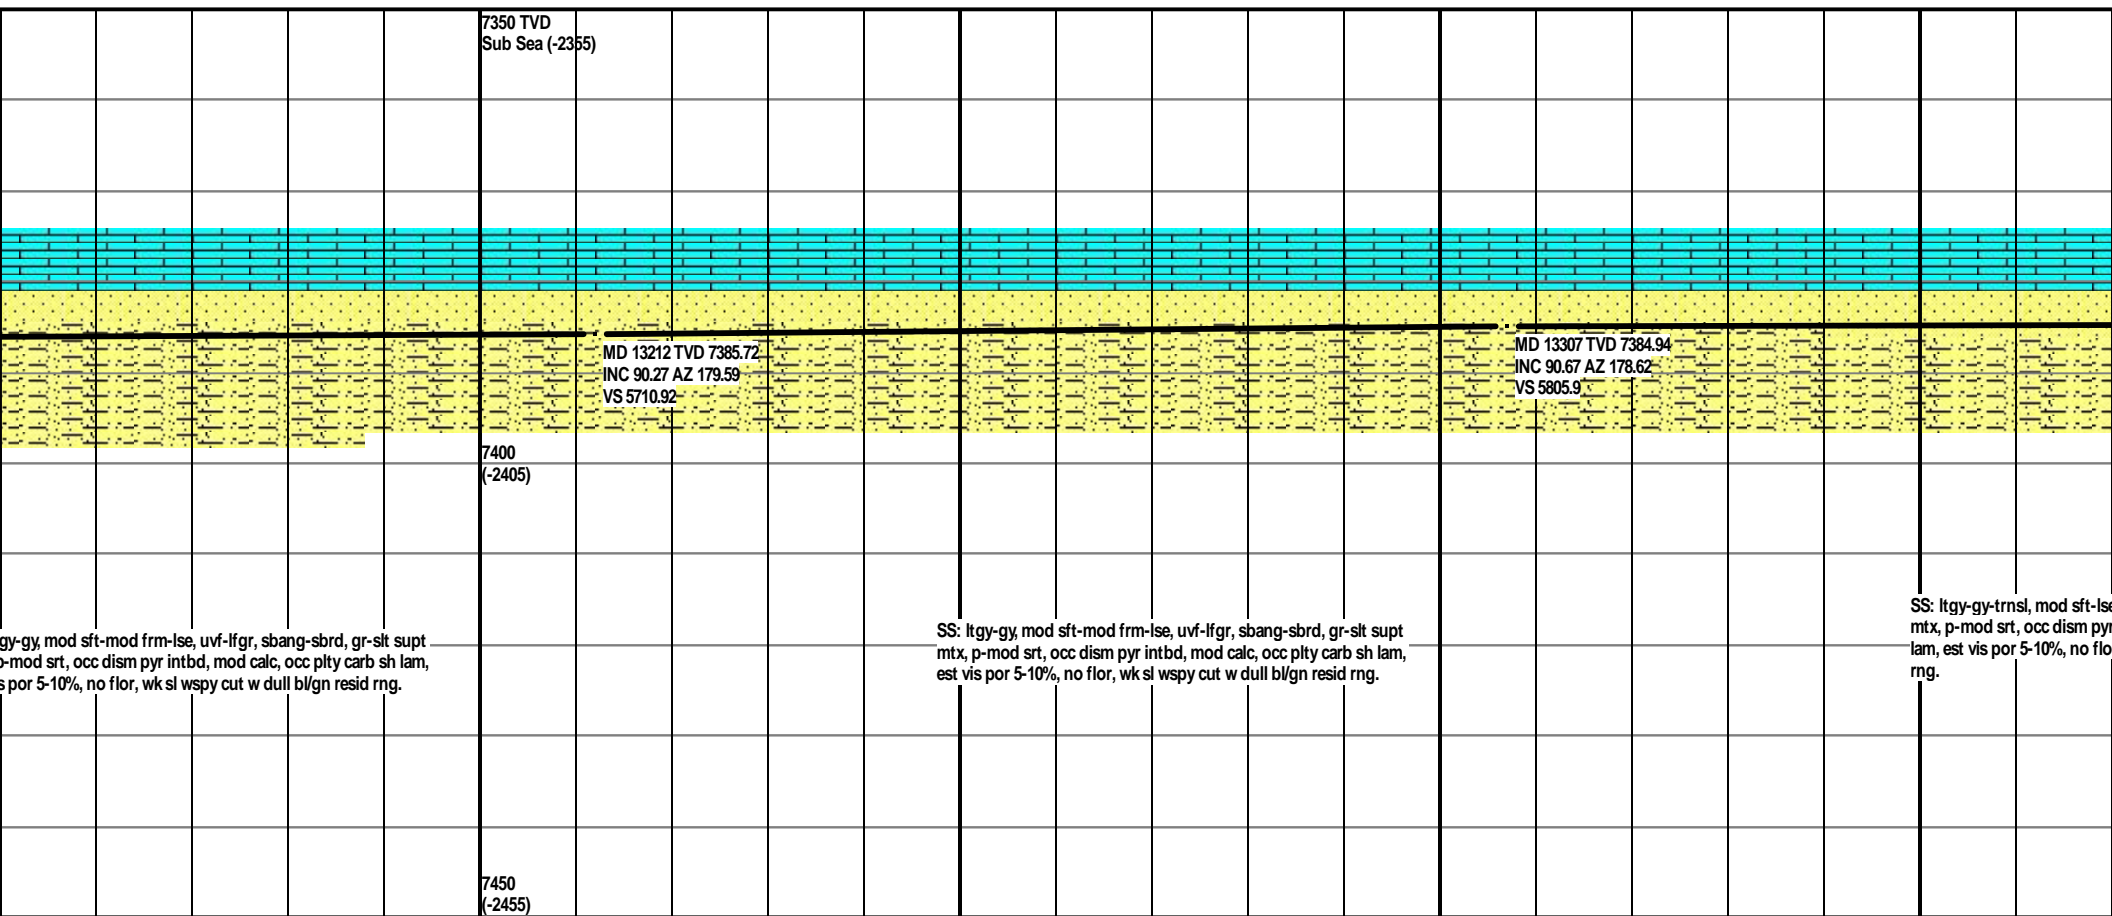 7350 TVD
Sub Sea (-2355)
MD 13212 TVD 7385.72
INC 90.27 AZ 179.59
VS 5710.92
MD 13307 TVD 7384.94
INC 90.67 AZ 178.62
VS 5805.9
7400
(-2405)
gy-gy, mod sft-mod frm-lse, uvf-lfgr, sbang-sbrd, gr-slt supt
p-mod srt, occ dism pyr intbd, mod calc, occ plty carb sh lam,
s por 5-10%, no flor, wk sl wspy cut w dull bl/gn resid rng.
SS: ltgy-gy, mod sft-mod frm-lse, uvf-lfgr, sbang-sbrd, gr-slt supt
mtx, p-mod srt, occ dism pyr intbd, mod calc, occ plty carb sh lam,
est vis por 5-10%, no flor, wk sl wspy cut w dull bl/gn resid rng.
SS: ltgy-gy-trnsl, mod sft-lse
mtx, p-mod srt, occ dism pyr
lam, est vis por 5-10%, no flo
rng.
7450
(-2455)